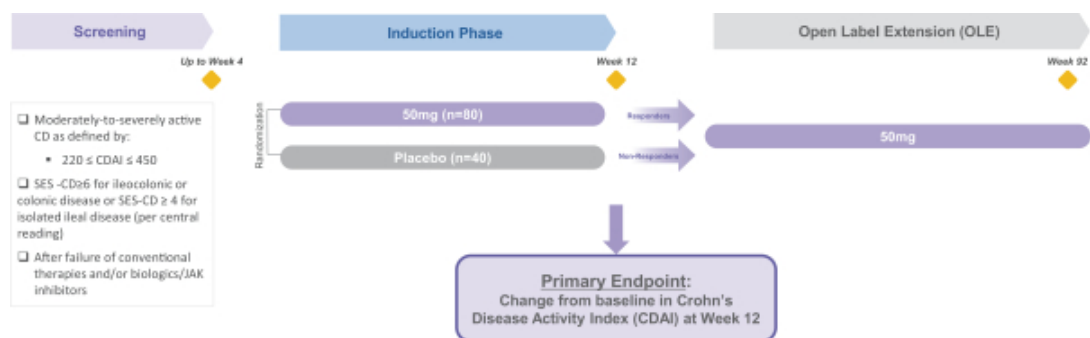 Screening
Induction Phase
Open Label Extension (OLE)
Up to Week 4
Week 12
Week 92
☐ Moderately-to-severely active
CD as defined by:
▪ 220 ≤ CDAI ≤ 450
☐ SES -CD≥6 for ileocolonic or
colonic disease or SES-CD ≥ 4 for
isolated ileal disease (per central
reading)
☐ After failure of conventional
therapies and/or biologics/JAK
inhibitors
Randomization
50mg (n=80)
Placebo (n=40)
Responders
Non-Responders
50mg
Primary Endpoint:
Change from baseline in Crohn's
Disease Activity Index (CDAI) at Week 12